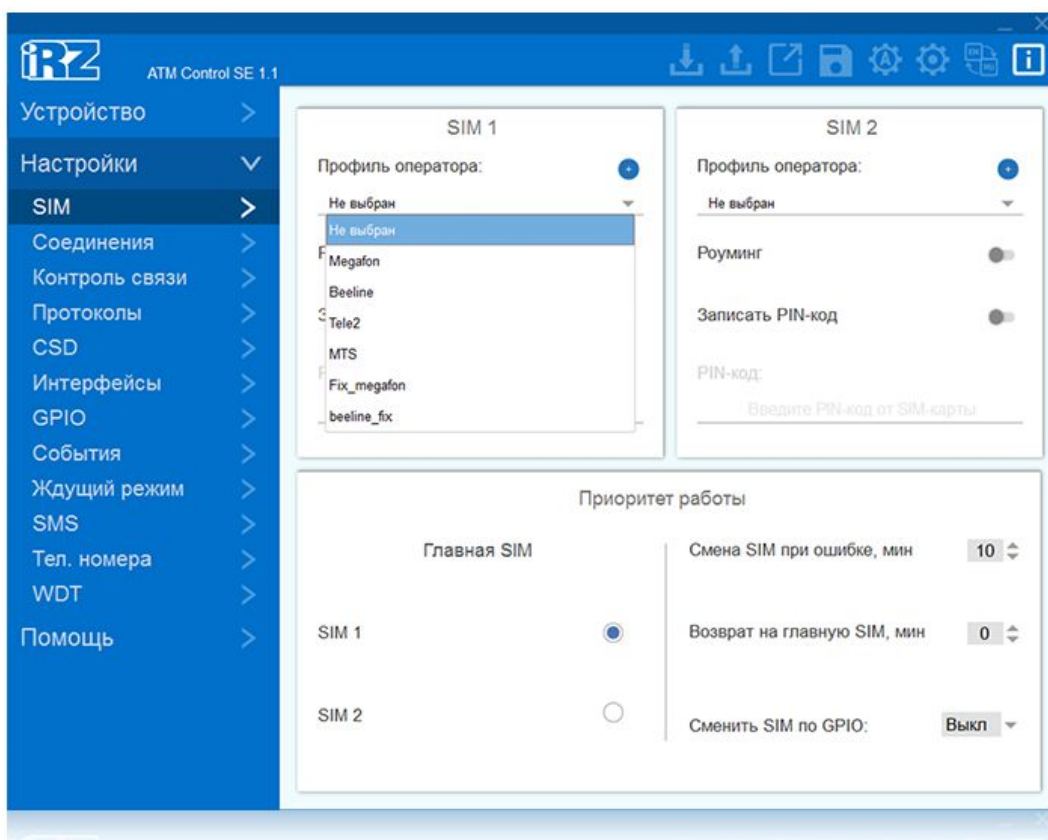 iRZ
ATM Control SE 1.1
EN
RU
Устройство
Настройки
SIM
Соединения
Контроль связи
Протоколы
CSD
Интерфейсы
GPIO
События
Ждущий режим
SMS
Тел. номера
WDT
Помощь
SIM 1
Профиль оператора:
Не выбран
Не выбран
Megafon
Beeline
Tele2
MTS
Fix_megafon
beeline_fix
SIM 2
Профиль оператора:
Не выбран
Роуминг
Записать PIN-код
PIN-код:
Введите PIN-код от SIM-карты
Приоритет работы
Главная SIM
SIM 1
SIM 2
Смена SIM при ошибке, мин 10
Возврат на главную SIM, мин 0
Сменить SIM по GPIO: Выкл